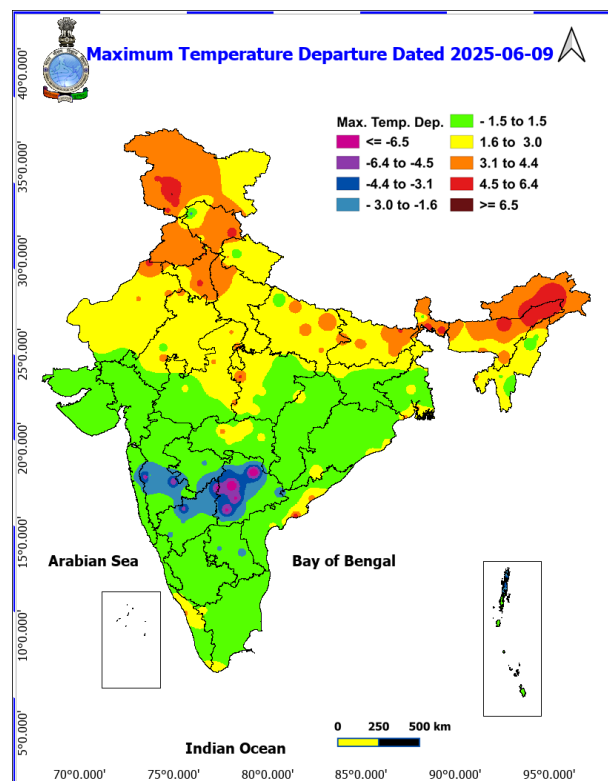 Maximum Temperature Departure Dated 2025-06-09
Max. Temp. Dep.
<= -6.5
-6.4 to -4.5
-4.4 to -3.1
- 3.0 to -1.6
- 1.5 to 1.5
1.6 to 3.0
3.1 to 4.4
4.5 to 6.4
>= 6.5
40°0.000'
35°0.000'
30°0.000'
25°0.000'
20°0.000'
15°0.000'
10°0.000'
5°0.000'
Arabian Sea
Bay of Bengal
0 250 500 km
Indian Ocean
70°0.000' 75°0.000' 80°0.000' 85°0.000' 90°0.000' 95°0.000'